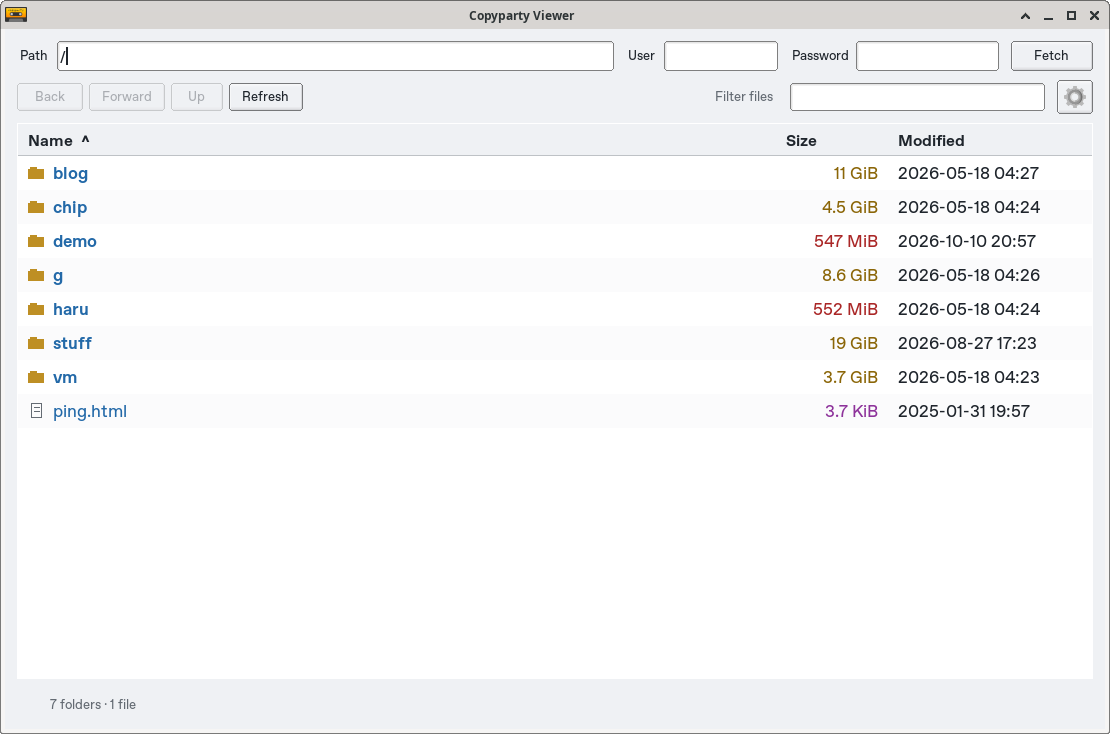 Copyparty Viewer
Path / User Password Fetch
Back Forward Up Refresh Filter files
Name ^ Size Modified
blog 11 GiB 2026-05-18 04:27
chip 4.5 GiB 2026-05-18 04:24
demo 547 MiB 2026-10-10 20:57
g 8.6 GiB 2026-05-18 04:26
haru 552 MiB 2026-05-18 04:24
stuff 19 GiB 2026-08-27 17:23
vm 3.7 GiB 2026-05-18 04:23
ping.html 3.7 KiB 2025-01-31 19:57
7 folders · 1 file